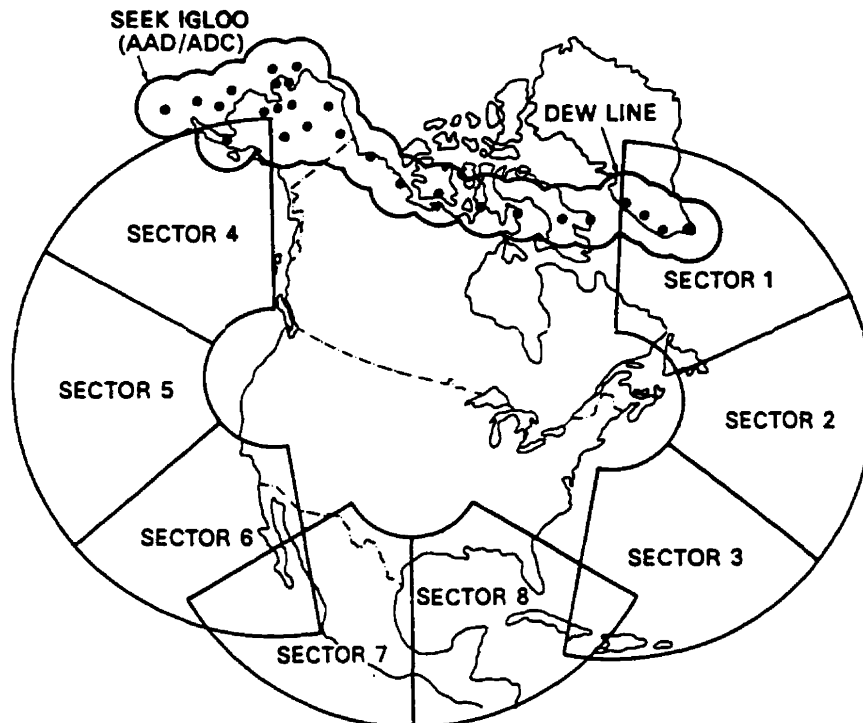 SEEK IGLOO
(AAD/ADC)
DEW LINE
SECTOR 4
SECTOR 1
SECTOR 5
SECTOR 2
SECTOR 6
SECTOR 3
SECTOR 8
SECTOR 7